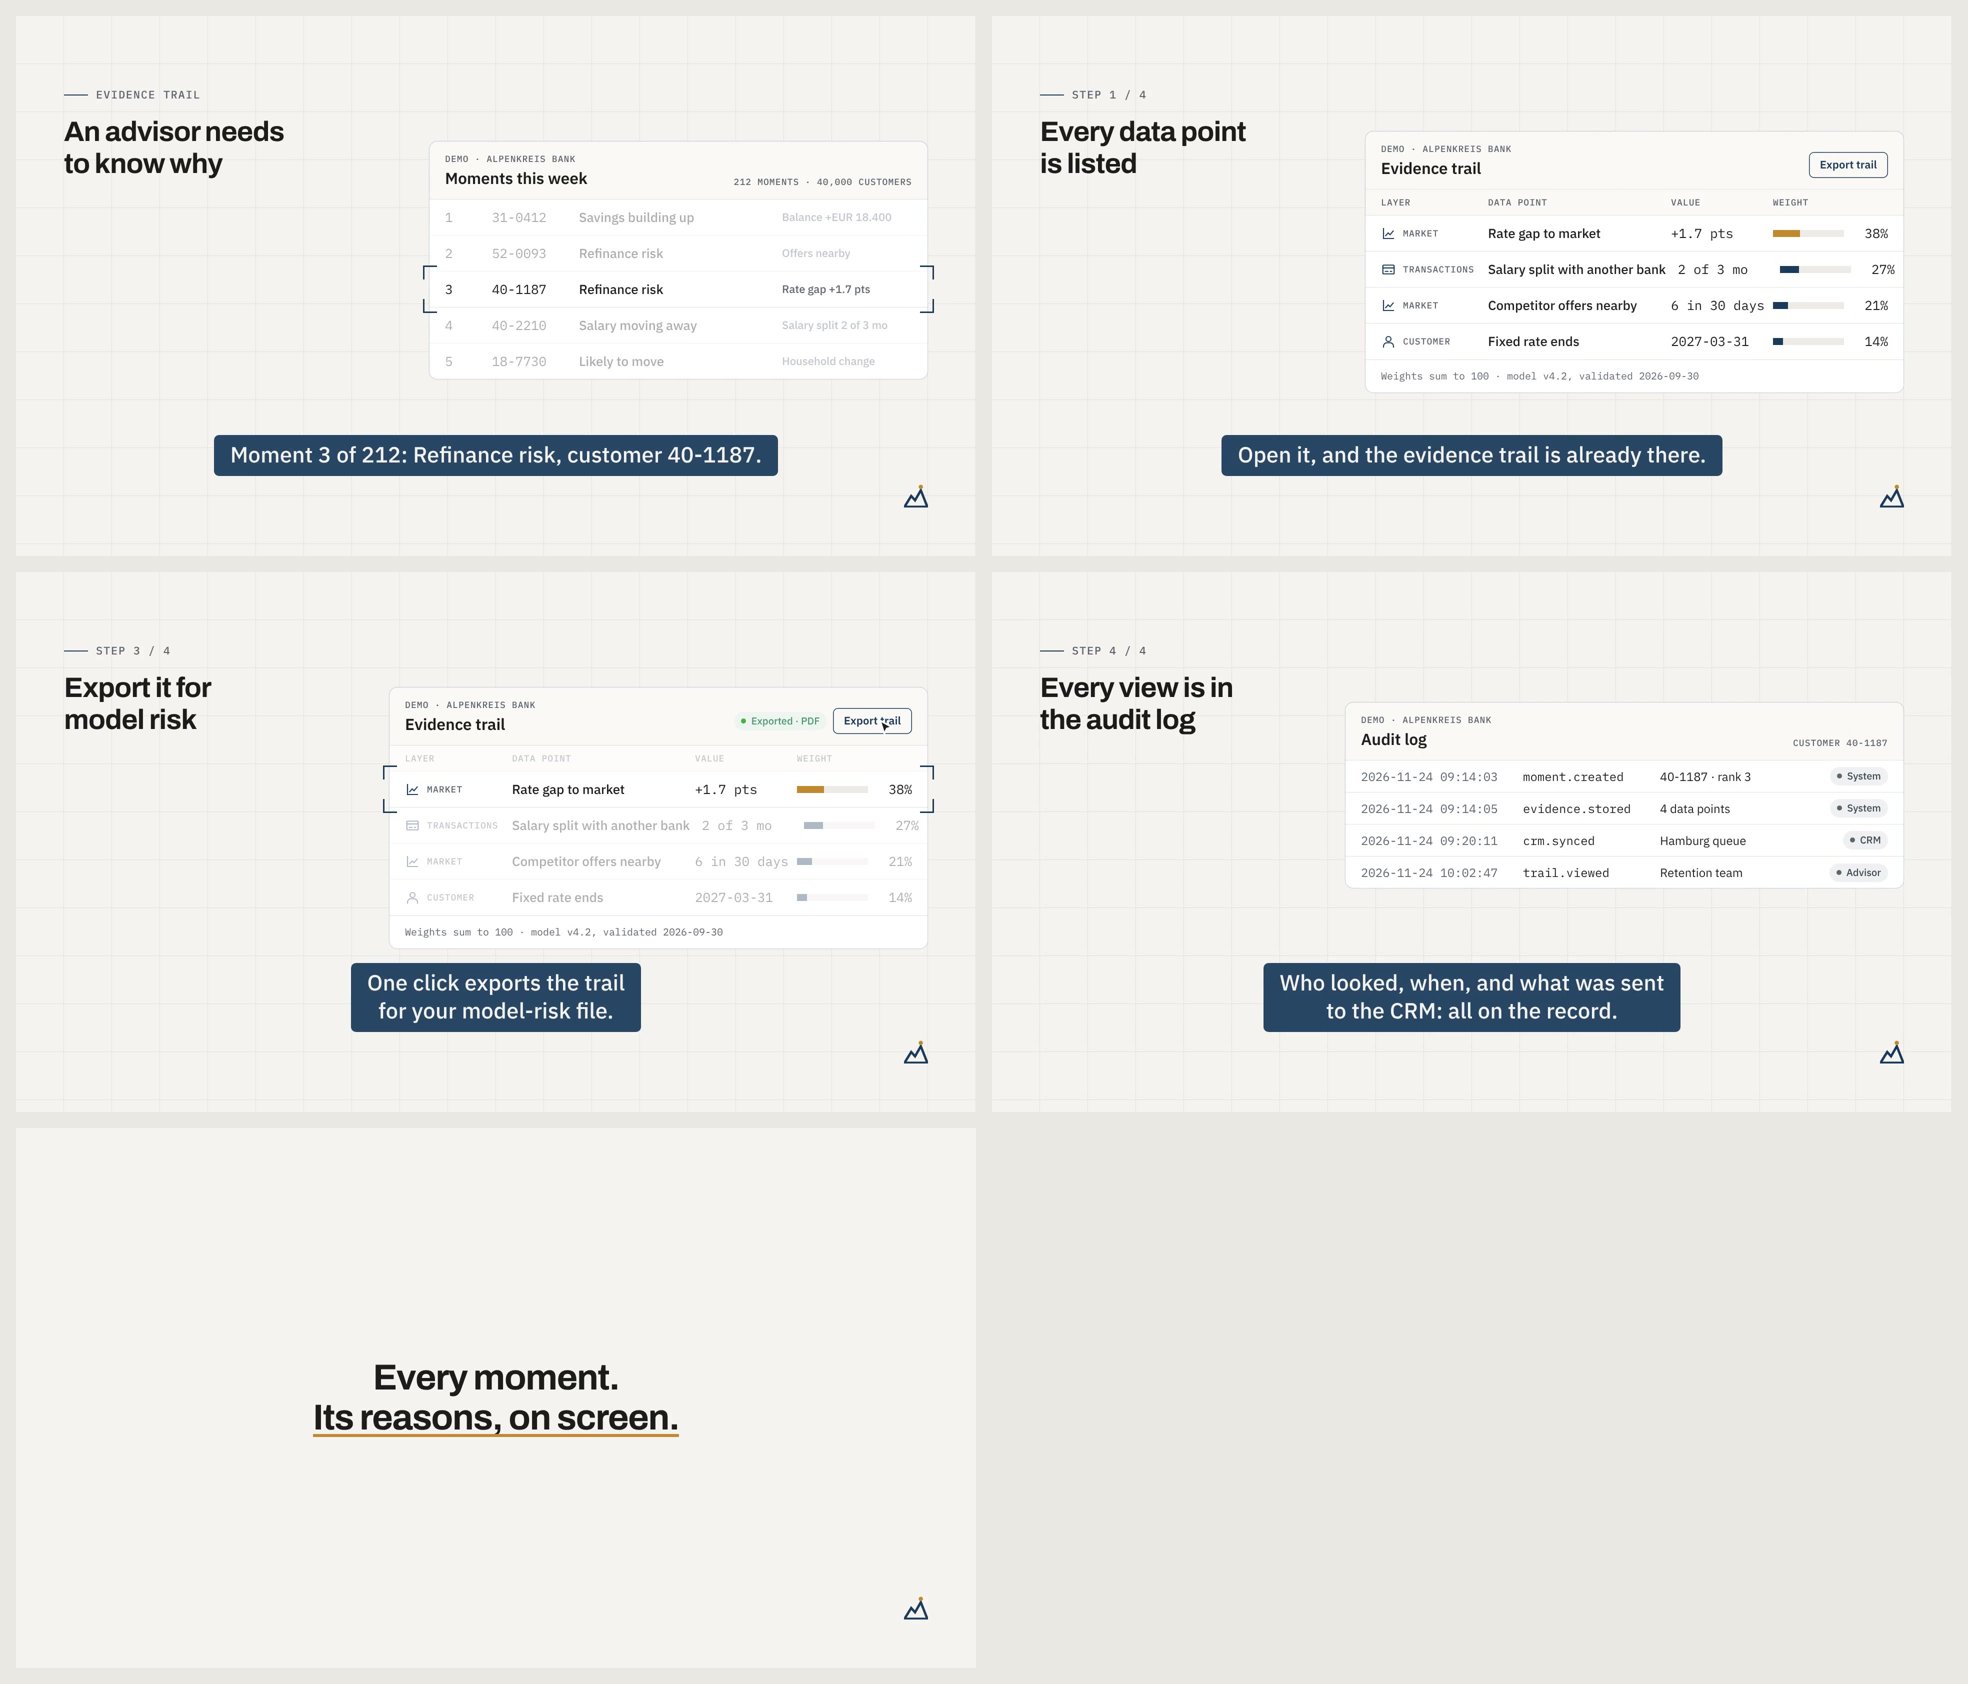 EVIDENCE TRAIL
An advisor needs
to know why
DEMO · ALPENKREIS BANK
Moments this week
212 MOMENTS · 40,000 CUSTOMERS
1 31-0412 Savings building up Balance +EUR 18.400
2 52-0093 Refinance risk Offers nearby
3 40-1187 Refinance risk Rate gap +1.7 pts
4 40-2210 Salary moving away Salary split 2 of 3 mo
5 18-7730 Likely to move Household change
Moment 3 of 212: Refinance risk, customer 40-1187.
STEP 1 / 4
Every data point
is listed
DEMO · ALPENKREIS BANK
Evidence trail
Export trail
LAYER DATA POINT VALUE WEIGHT
MARKET Rate gap to market +1.7 pts 38%
TRANSACTIONS Salary split with another bank 2 of 3 mo 27%
MARKET Competitor offers nearby 6 in 30 days 21%
CUSTOMER Fixed rate ends 2027-03-31 14%
Weights sum to 100 · model v4.2, validated 2026-09-30
Open it, and the evidence trail is already there.
STEP 3 / 4
Export it for
model risk
DEMO · ALPENKREIS BANK
Evidence trail
Exported · PDF
Export trail
LAYER DATA POINT VALUE WEIGHT
MARKET Rate gap to market +1.7 pts 38%
TRANSACTIONS Salary split with another bank 2 of 3 mo 27%
MARKET Competitor offers nearby 6 in 30 days 21%
CUSTOMER Fixed rate ends 2027-03-31 14%
Weights sum to 100 · model v4.2, validated 2026-09-30
One click exports the trail
for your model-risk file.
STEP 4 / 4
Every view is in
the audit log
DEMO · ALPENKREIS BANK
Audit log
CUSTOMER 40-1187
2026-11-24 09:14:03 moment.created 40-1187 · rank 3 System
2026-11-24 09:14:05 evidence.stored 4 data points System
2026-11-24 09:20:11 crm.synced Hamburg queue CRM
2026-11-24 10:02:47 trail.viewed Retention team Advisor
Who looked, when, and what was sent
to the CRM: all on the record.
Every moment.
Its reasons, on screen.